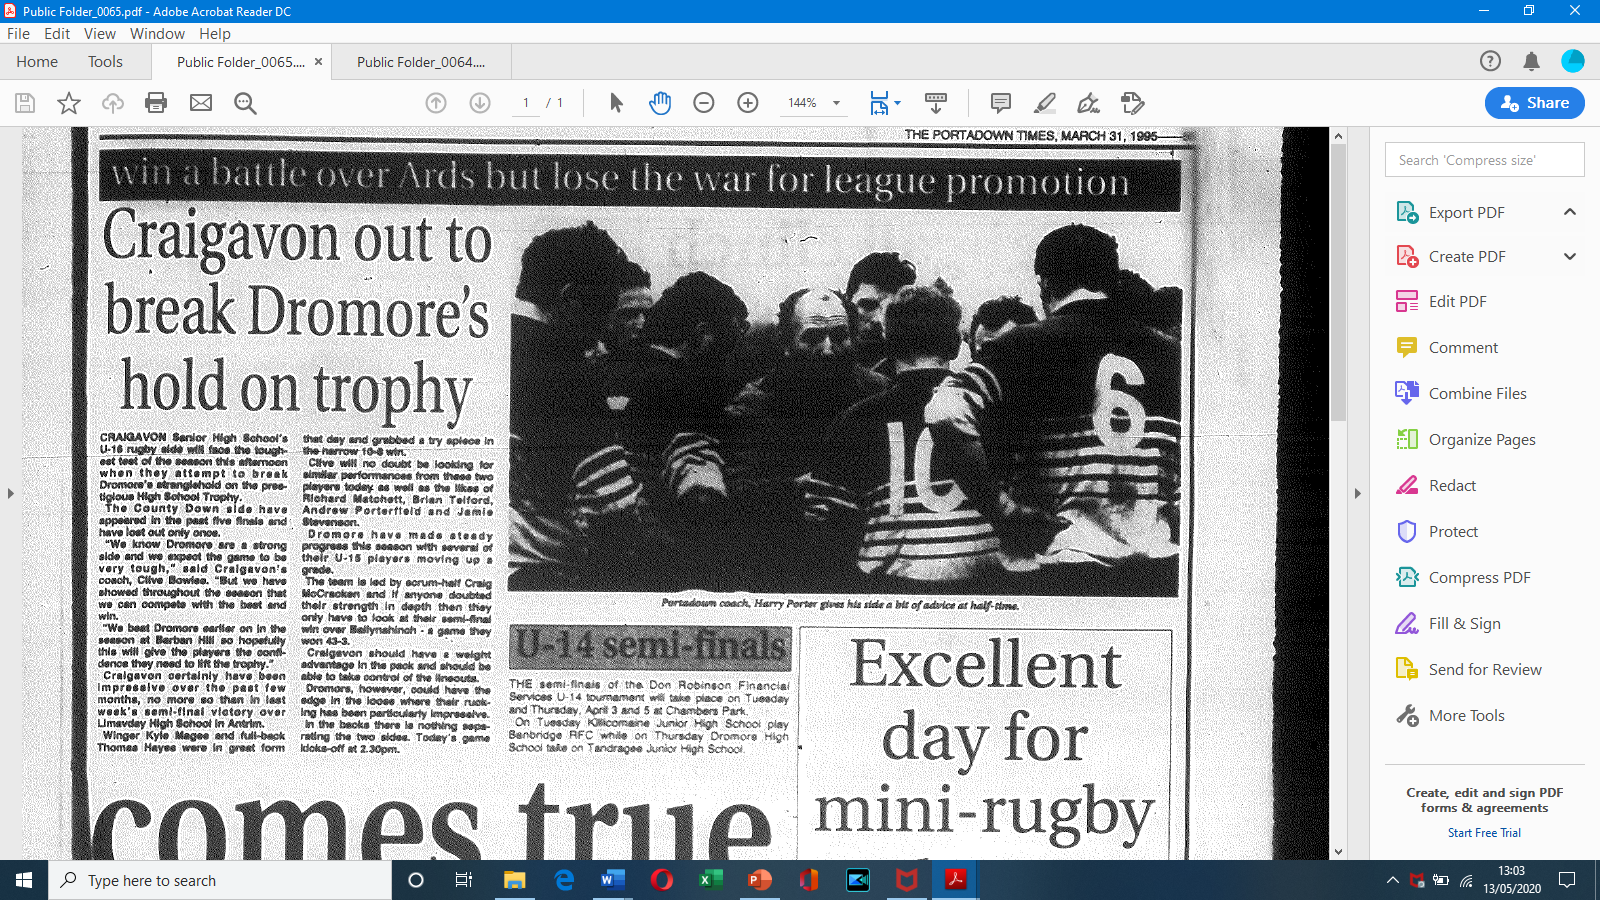 Public Folder_0065.pdf - Adobe Acrobat Reader DC
File Edit View Window Help
Home Tools Public Folder_0065.... × Public Folder_0064....
1 / 1 144% Share
THE PORTADOWN TIMES, MARCH 31, 1995
win a battle over Ards but lose the war for league promotion
Craigavon out to
break Dromore's
hold on trophy
CRAIGAVON Senior High School's
U-16 rugby side will face the tough-
est test of the season this afternoon
when they attempt to break
Dromore's stranglehold on the pres-
tigious High School Trophy.
The County Down side have
appeared in the past five finals and
have lost out only once.
"We know Dromore are a strong
side and we expect the game to be
very tough," said Craigavon's
coach, Clive Bowles. "But we have
showed throughout the season that
we can compete with the best and
win.
"We beat Dromore earlier on in the
season at Barban Hill so hopefully
this will give the players the confi-
dence they need to lift the trophy."
Craigavon certainly have been
impressive over the past few
months, no more so than in last
week's semi-final victory over
Limavday High School in Antrim.
Winger Kyle Magee and full-back
Thomas Hayes were in great form
that day and grabbed a try apiece in
the narrow 10-8 win.
Clive will no doubt be looking for
similar performances from these two
players today as well as the likes of
Richard Matchett, Brian Telford,
Andrew Porterfield and Jamie
Stevenson.
Dromore have made steady
progress this season with several of
their U-15 players moving up a
grade.
The team is led by scrum-half Craig
McCracken and if anyone doubted
their strength in depth then they
only have to look at their semi-final
win over Ballynahinch - a game they
won 43-3.
Craigavon should have a weight
advantage in the pack and should be
able to take control of the lineouts.
Dromore, however, could have the
edge in the loose where their ruck-
ing has been particularly impressive.
In the backs there is nothing sepa-
rating the two sides. Today's game
kicks-off at 2.30pm.
10
6
Portadown coach, Harry Porter gives his side a bit of advice at half-time.
U-14 semi-finals
THE semi-finals of the Don Robinson Financial
Services U-14 tournament will take place on Tuesday
and Thursday, April 3 and 5 at Chambers Park.
On Tuesday Killicomaine Junior High School play
Banbridge RFC while on Thursday Dromore High
School take on Tandragee Junior High School.
Excellent
day for
mini-rugby
comes true
Search 'Compress size'
Export PDF
Create PDF
Edit PDF
Comment
Combine Files
Organize Pages
Redact
Protect
Compress PDF
Fill & Sign
Send for Review
More Tools
Create, edit and sign PDF
forms & agreements
Start Free Trial
Type here to search
13:03
13/05/2020